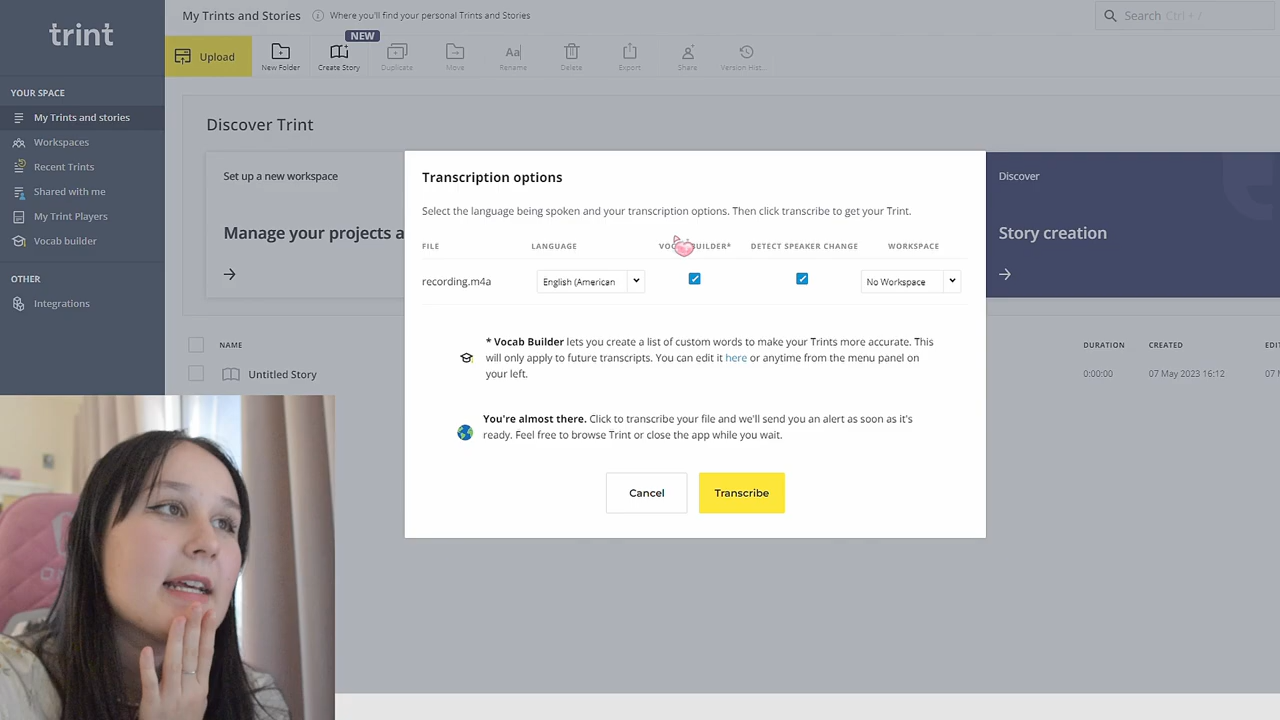 trint
My Trints and Stories
Where you'll find your personal Trints and Stories
Search Ctrl + /
NEW
Upload
New Folder
Create Story
Duplicate
Move
Aa
Rename
Delete
Export
Share
Version Hist...
YOUR SPACE
My Trints and stories
Workspaces
Recent Trints
Shared with me
My Trint Players
Vocab builder
OTHER
Integrations
Discover Trint
Set up a new workspace
Manage your projects a
Discover
Story creation
Transcription options
Select the language being spoken and your transcription options. Then click transcribe to get your Trint.
FILE LANGUAGE BUILDER* DETECT SPEAKER CHANGE WORKSPACE
recording.m4a English (American No Workspace
* Vocab Builder lets you create a list of custom words to make your Trints more accurate. This
will only apply to future transcripts. You can edit it here or anytime from the menu panel on
your left.
You're almost there. Click to transcribe your file and we'll send you an alert as soon as it's
ready. Feel free to browse Trint or close the app while you wait.
Cancel
Transcribe
NAME DURATION CREATED EDIT
Untitled Story 0:00:00 07 May 2023 16:12 07 M